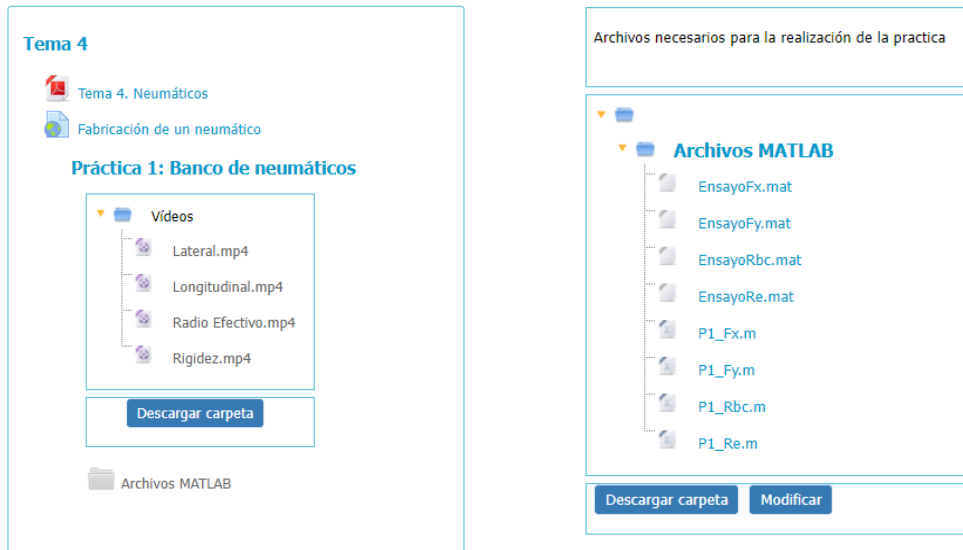 Tema 4
Tema 4. Neumáticos
Fabricación de un neumático
Práctica 1: Banco de neumáticos
Vídeos
Lateral.mp4
Longitudinal.mp4
Radio Efectivo.mp4
Rigidez.mp4
Descargar carpeta
Archivos MATLAB
Archivos necesarios para la realización de la practica
Archivos MATLAB
EnsayoFx.mat
EnsayoFy.mat
EnsayoRbc.mat
EnsayoRe.mat
P1_Fx.m
P1_Fy.m
P1_Rbc.m
P1_Re.m
Descargar carpeta
Modificar